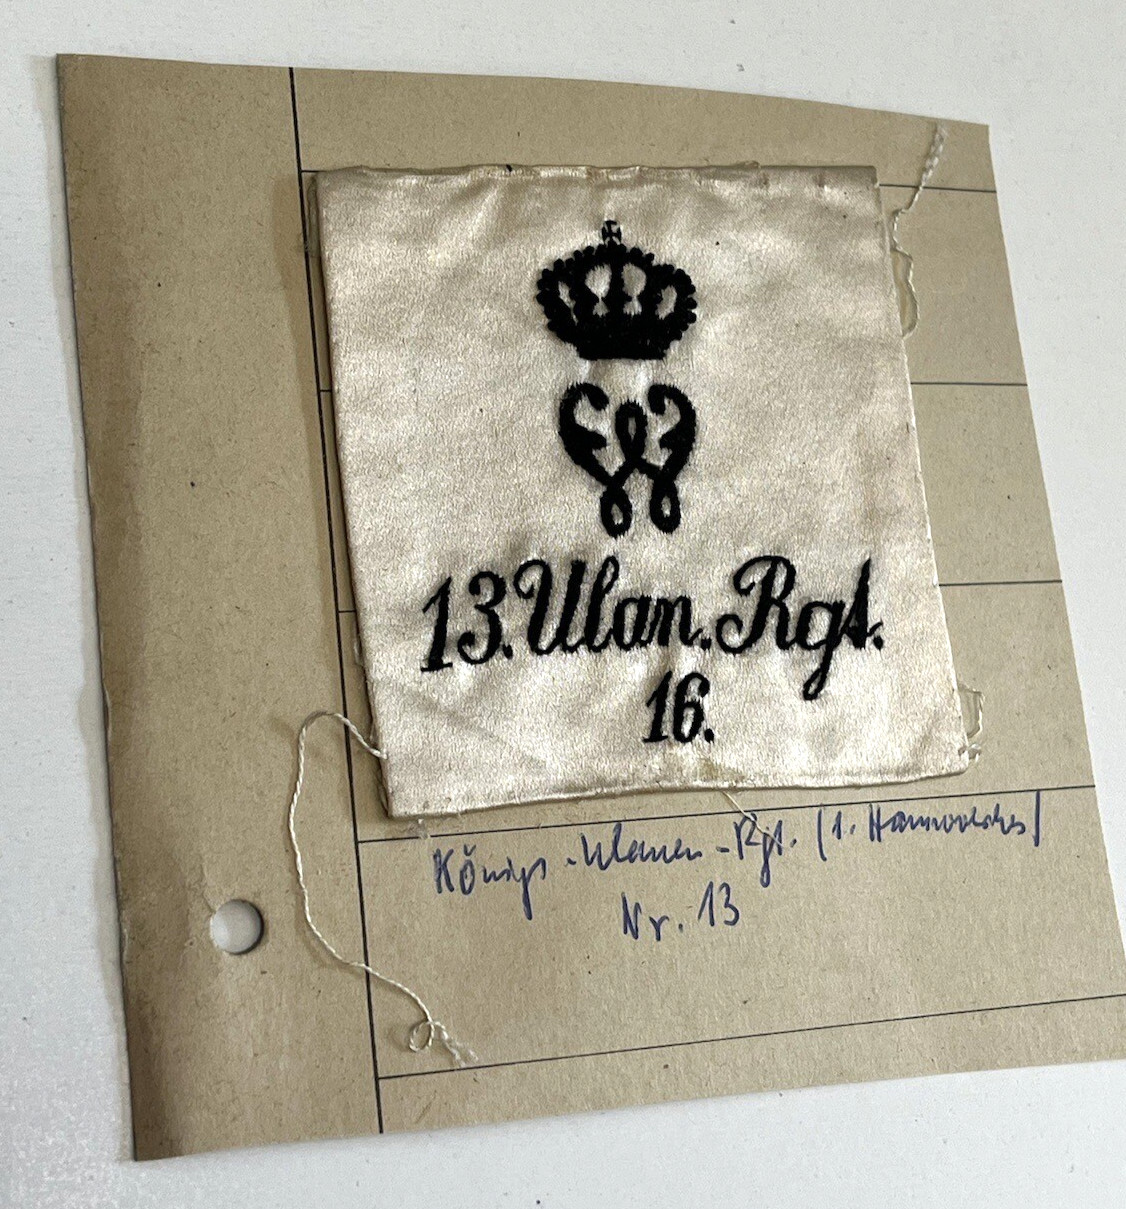 13. Ulan. Rgt.
16.
Königs-Ulanen-Rgt. (1. Hannoversches)
Nr. 13